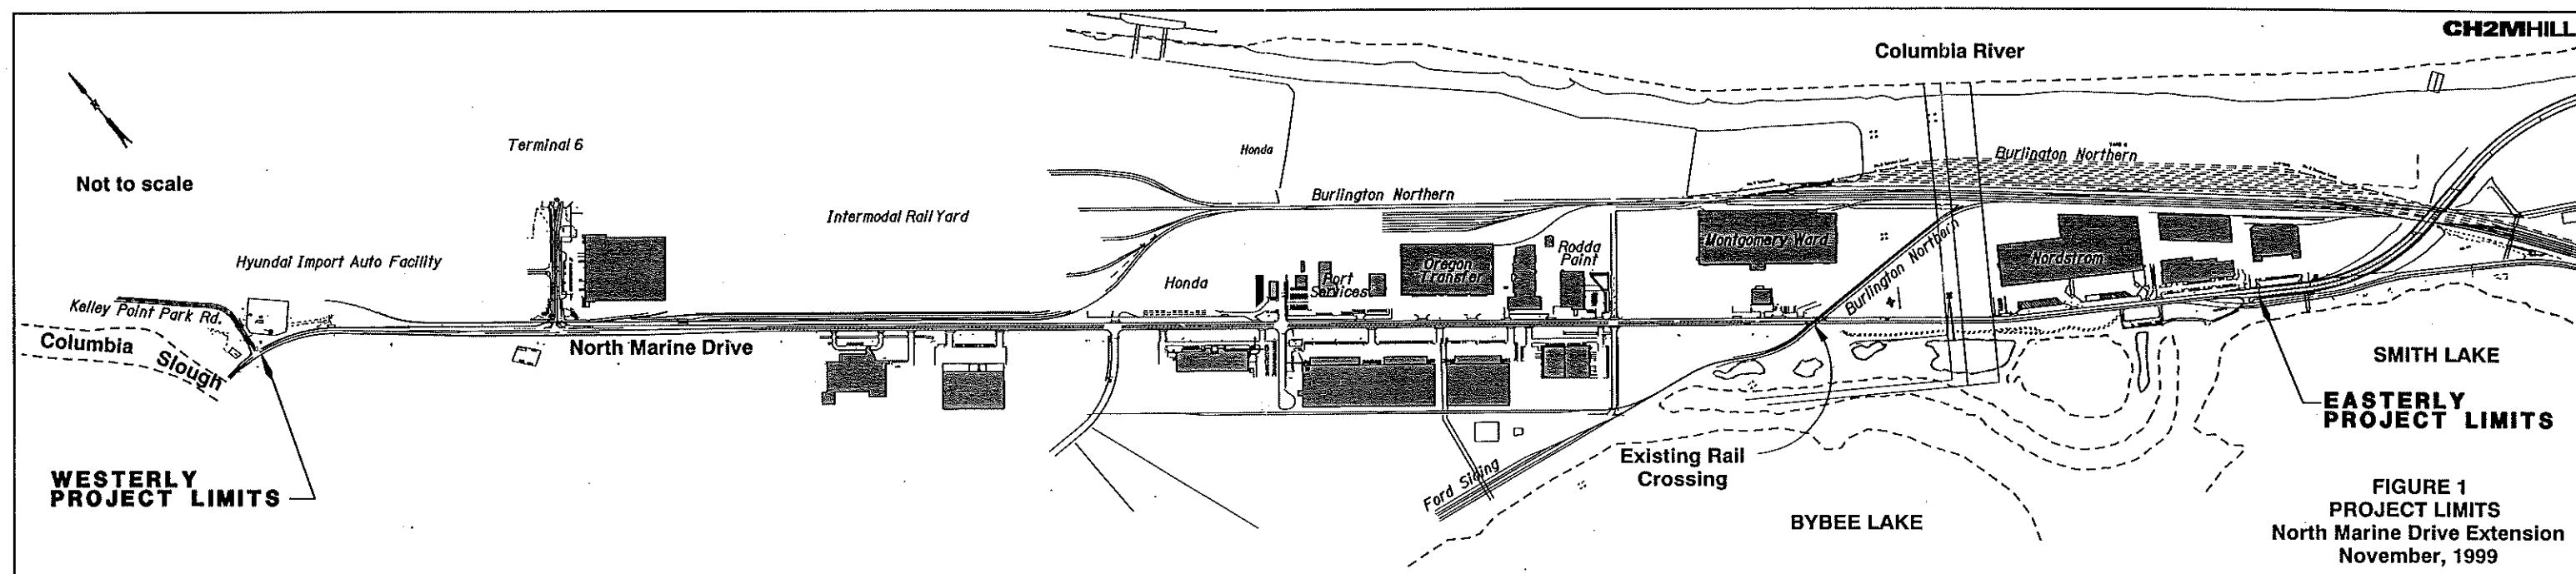 CH2MHILL
Columbia River
Terminal 6
Not to scale
Honda
Burlington Northern
Burlington Northern
Intermodal Rail Yard
Hyundai Import Auto Facility
Montgomery Ward
Burlington Northern
Nordstrom
Rodda
Paint
Oregon
Transfer
Port
Services
Honda
Kelley Point Park Rd.
Columbia Slough
North Marine Drive
SMITH LAKE
EASTERLY
PROJECT LIMITS
WESTERLY
PROJECT LIMITS
Existing Rail
Crossing
Ford Siding
BYBEE LAKE
FIGURE 1
PROJECT LIMITS
North Marine Drive Extension
November, 1999